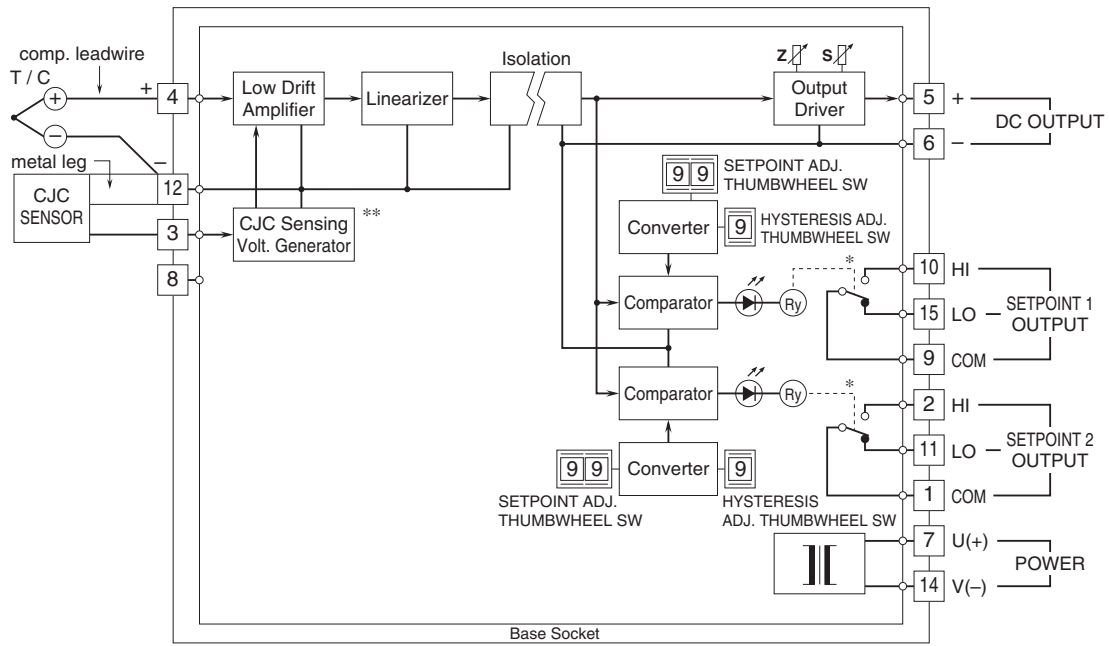 comp. leadwire
T / C
+
−
metal leg
CJC
SENSOR
+
4
−
12
3
8
Low Drift
Amplifier
Linearizer
Isolation
CJC Sensing
Volt. Generator
**
Z
S
Output
Driver
5 +
6 −
DC OUTPUT
9 9
SETPOINT ADJ.
THUMBWHEEL SW
Converter
9
HYSTERESIS ADJ.
THUMBWHEEL SW
Comparator
Ry
*
10 HI
15 LO
9 COM
SETPOINT 1
OUTPUT
Comparator
Ry
*
2 HI
11 LO
1 COM
SETPOINT 2
OUTPUT
9 9
Converter
9
SETPOINT ADJ.
THUMBWHEEL SW
HYSTERESIS
ADJ. THUMBWHEEL SW
7 U(+)
14 V(–)
POWER
Base Socket